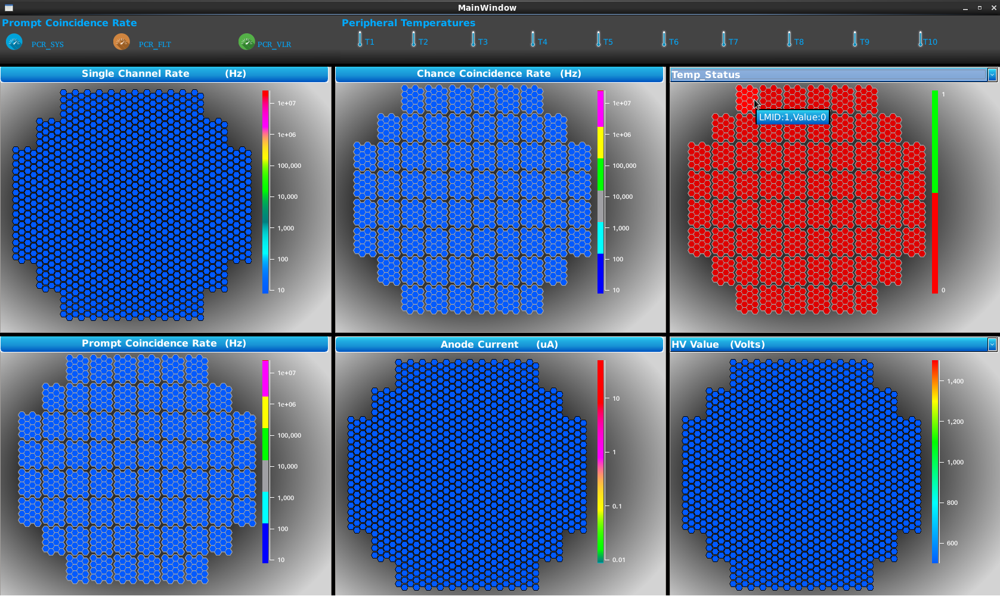 MainWindow
Prompt Coincidence Rate
Peripheral Temperatures
PCR_SYS
PCR_FLT
PCR_VLR
T1
T2
T3
T4
T5
T6
T7
T8
T9
T10
Single Channel Rate (Hz)
1e+07
1e+06
100,000
10,000
1,000
100
10
Chance Coincidence Rate (Hz)
1e+07
1e+06
100,000
10,000
1,000
100
10
Temp_Status
LMID:1,Value:0
1
0
Prompt Coincidence Rate (Hz)
1e+07
1e+06
100,000
10,000
1,000
100
10
Anode Current (uA)
10
1
0.1
0.01
HV Value (Volts)
1,400
1,200
1,000
800
600